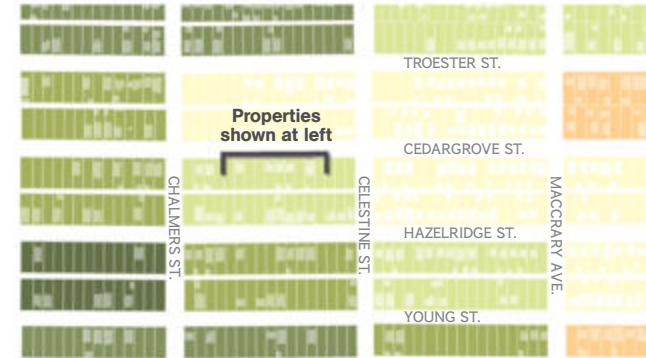 TROESTER ST.
Properties
shown at left
CEDARGROVE ST.
CHALMERS ST.
CELESTINE ST.
MACCRARY AVE.
HAZELRIDGE ST.
YOUNG ST.